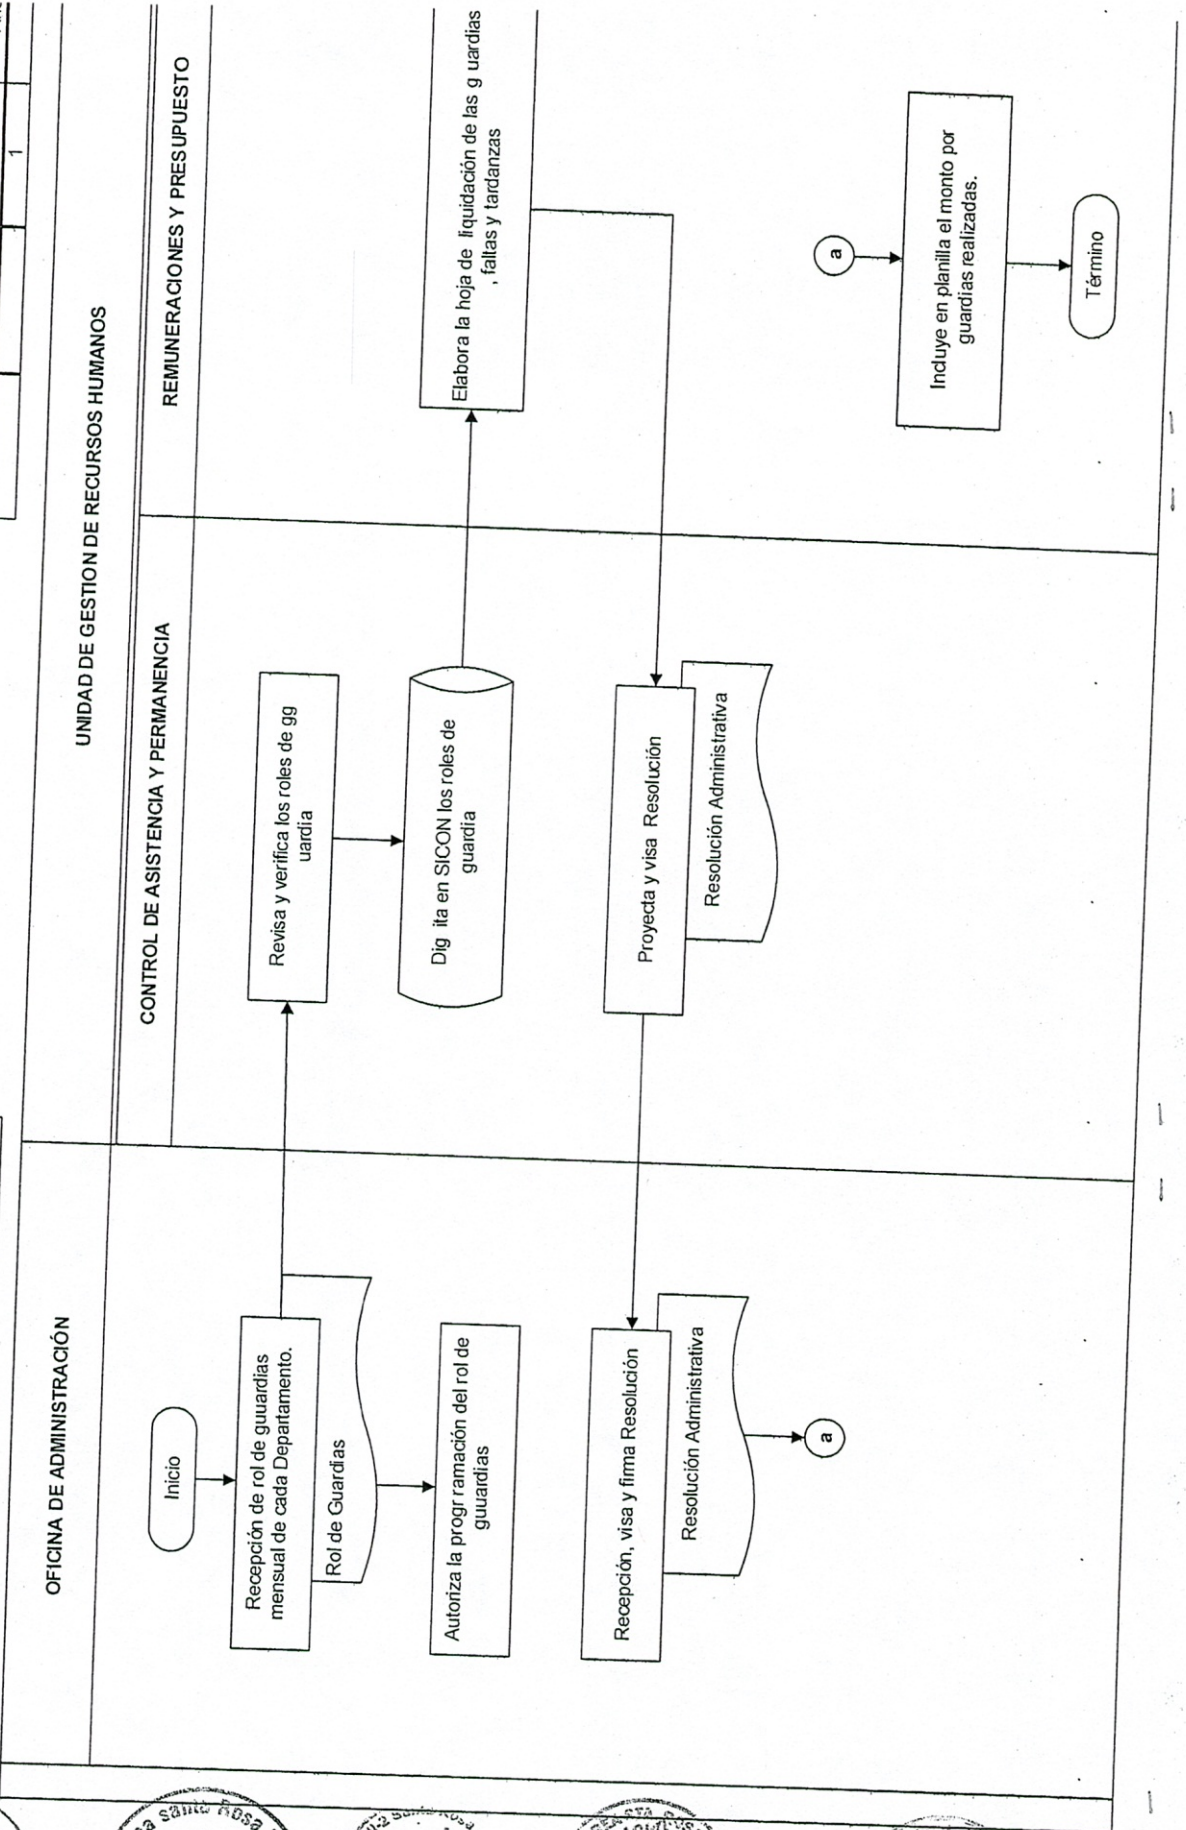 1
UNIDAD DE GESTION DE RECURSOS HUMANOS
OFICINA DE ADMINISTRACIÓN
CONTROL DE ASISTENCIA Y PERMANENCIA
REMUNERACIONES Y PRESUPUESTO
Inicio
Recepción de rol de guuardias
mensual de cada Departamento.
Rol de Guardias
Autoriza la progr ramación del rol de
guuardias
Revisa y verifica los roles de gg
uardia
Dig ita en SICON los roles de
guardia
Elabora la hoja de liquidación de las g uardias
, faltas y tardanzas
Proyecta y visa Resolución
Resolución Administrativa
Recepción, visa y firma Resolución
Resolución Administrativa
a
a
Incluye en planilla el monto por
guardias realizadas.
Término
Santa Rosa